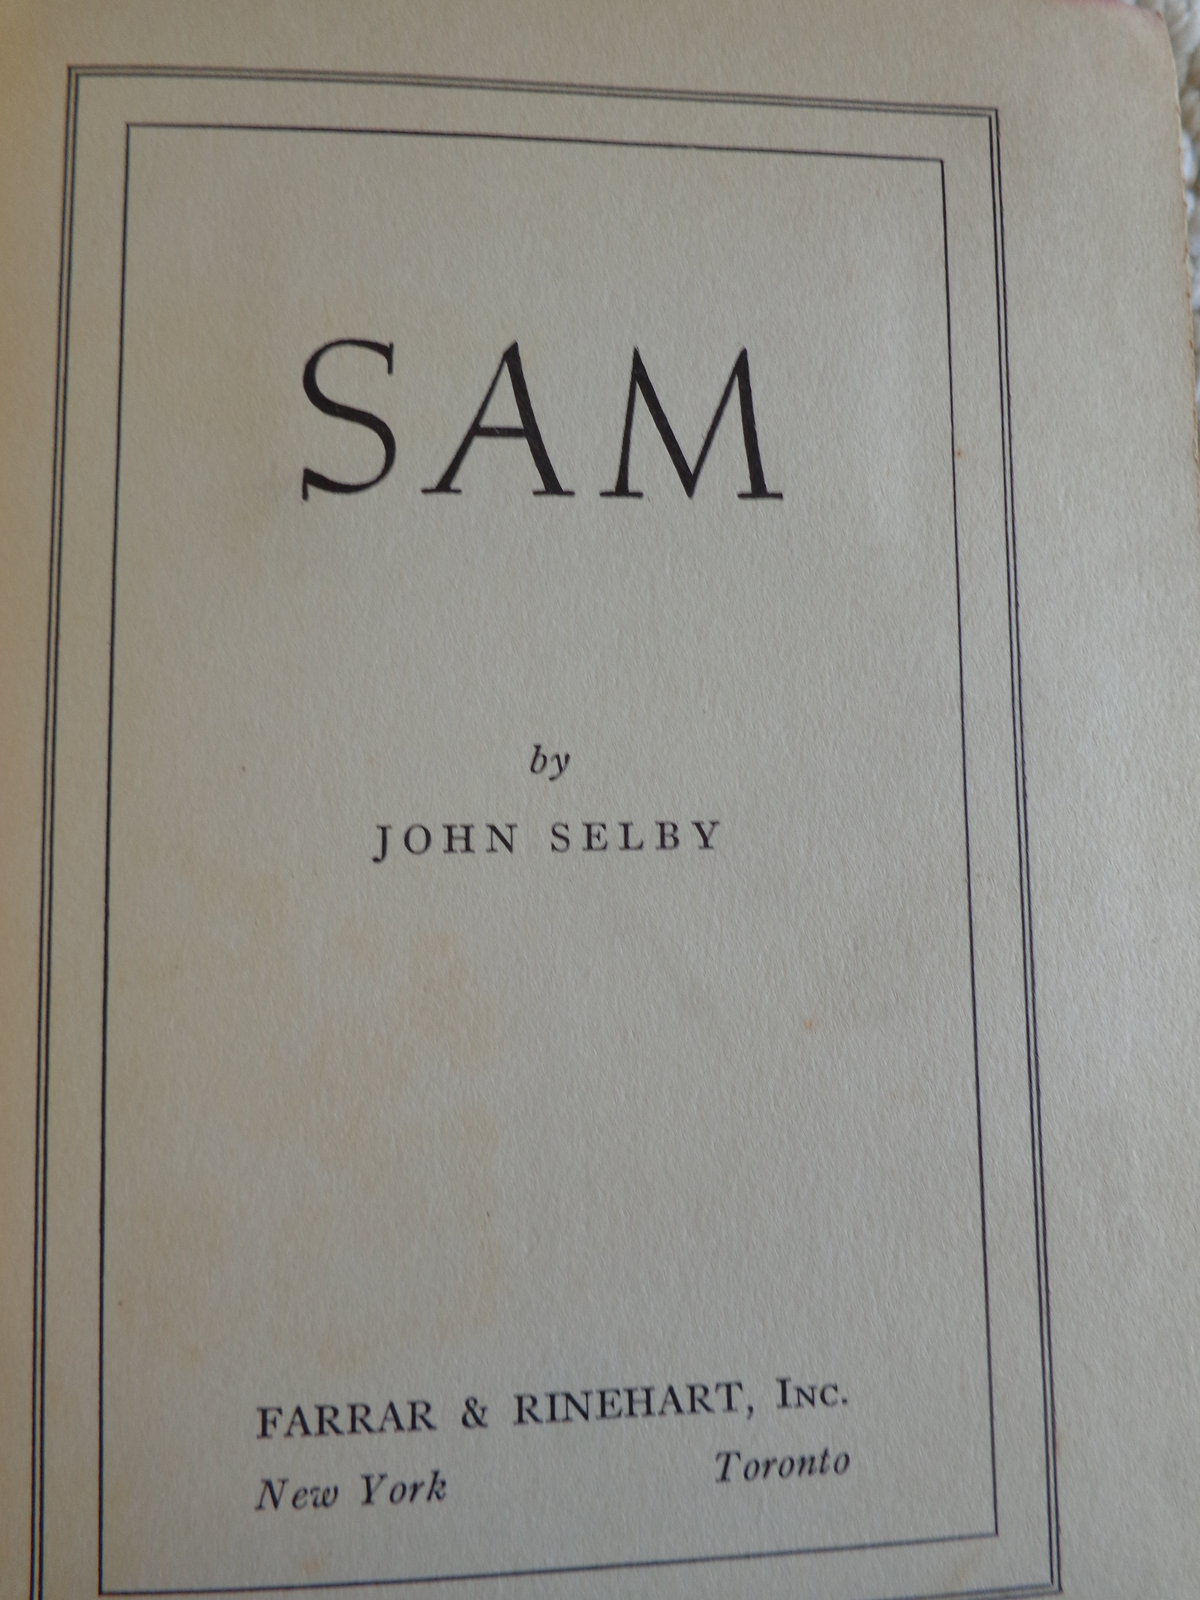 SAM
by
JOHN SELBY
FARRAR & RINEHART, INC.
New York Toronto